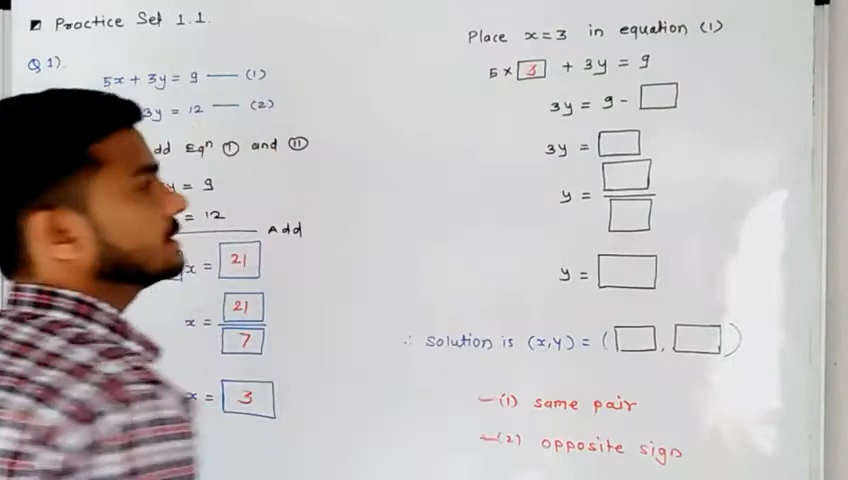 Practice Set 1.1.
Q 1).
5x + 3y = 9 — (1)
3y = 12 — (2)
dd Eqn (I) and (II)
y = 9
= 12
Add
x = 21
x = 21/7
x = 3
Place x=3 in equation (1)
5 × 3 + 3y = 9
3y = 9 -
3y =
y =
y =
∴ Solution is (x,y) = ( , )
– (1) same pair
– (2) opposite sign